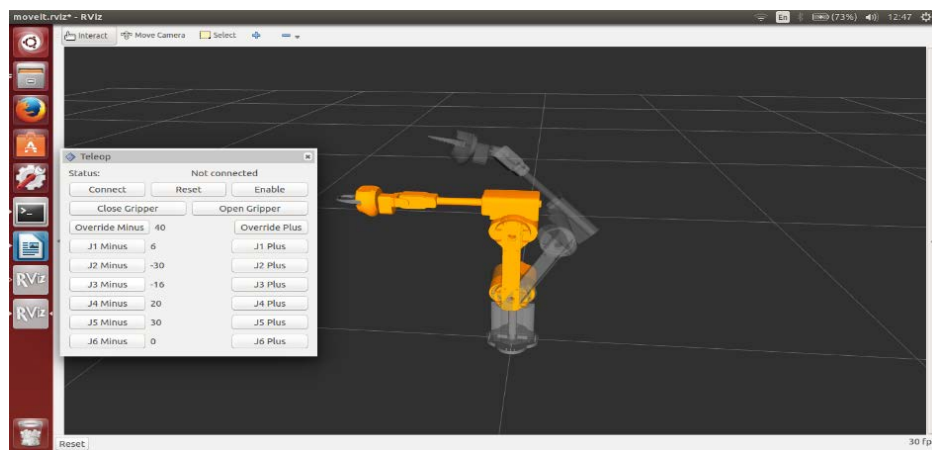 moveit.rviz* - RViz
En (73%) 12:47
Interact Move Camera Select
Teleop
Status: Not connected
Connect Reset Enable
Close Gripper Open Gripper
Override Minus 40 Override Plus
J1 Minus 6 J1 Plus
J2 Minus -30 J2 Plus
J3 Minus -16 J3 Plus
J4 Minus 20 J4 Plus
J5 Minus 30 J5 Plus
J6 Minus 0 J6 Plus
RViz
RViz
Reset 30 fp